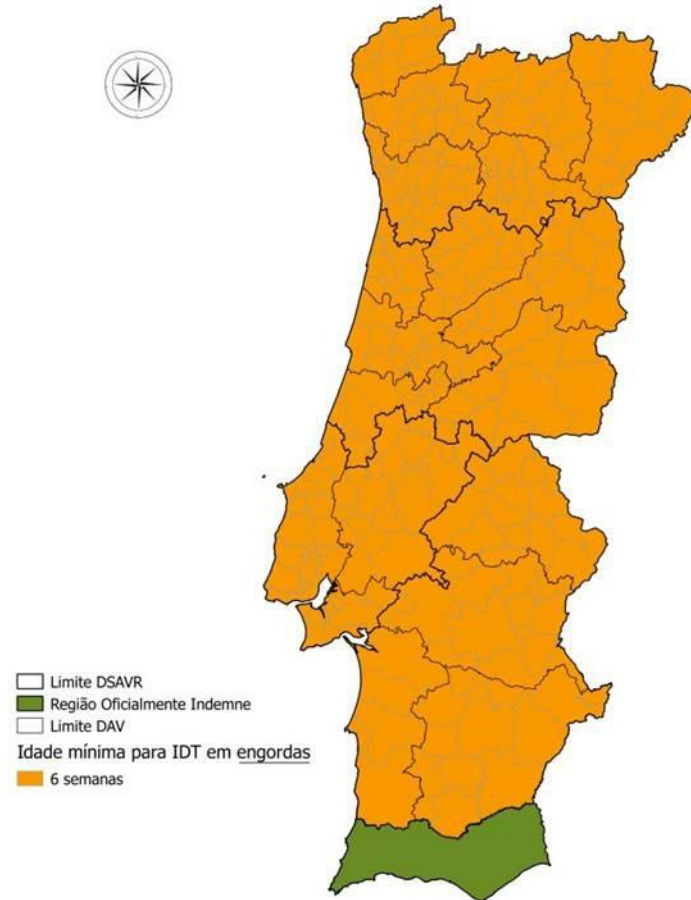 Limite DSAVR
Região Oficialmente Indemne
Limite DAV
Idade mínima para IDT em engordas
6 semanas